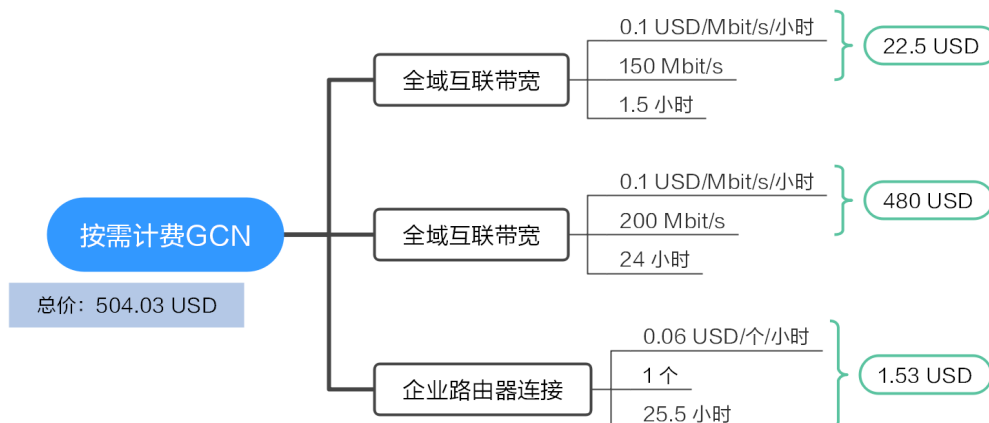 按需计费GCN
总价：504.03 USD
全域互联带宽
0.1 USD/Mbit/s/小时
150 Mbit/s
1.5 小时
22.5 USD
全域互联带宽
0.1 USD/Mbit/s/小时
200 Mbit/s
24 小时
480 USD
企业路由器连接
0.06 USD/个/小时
1 个
25.5 小时
1.53 USD